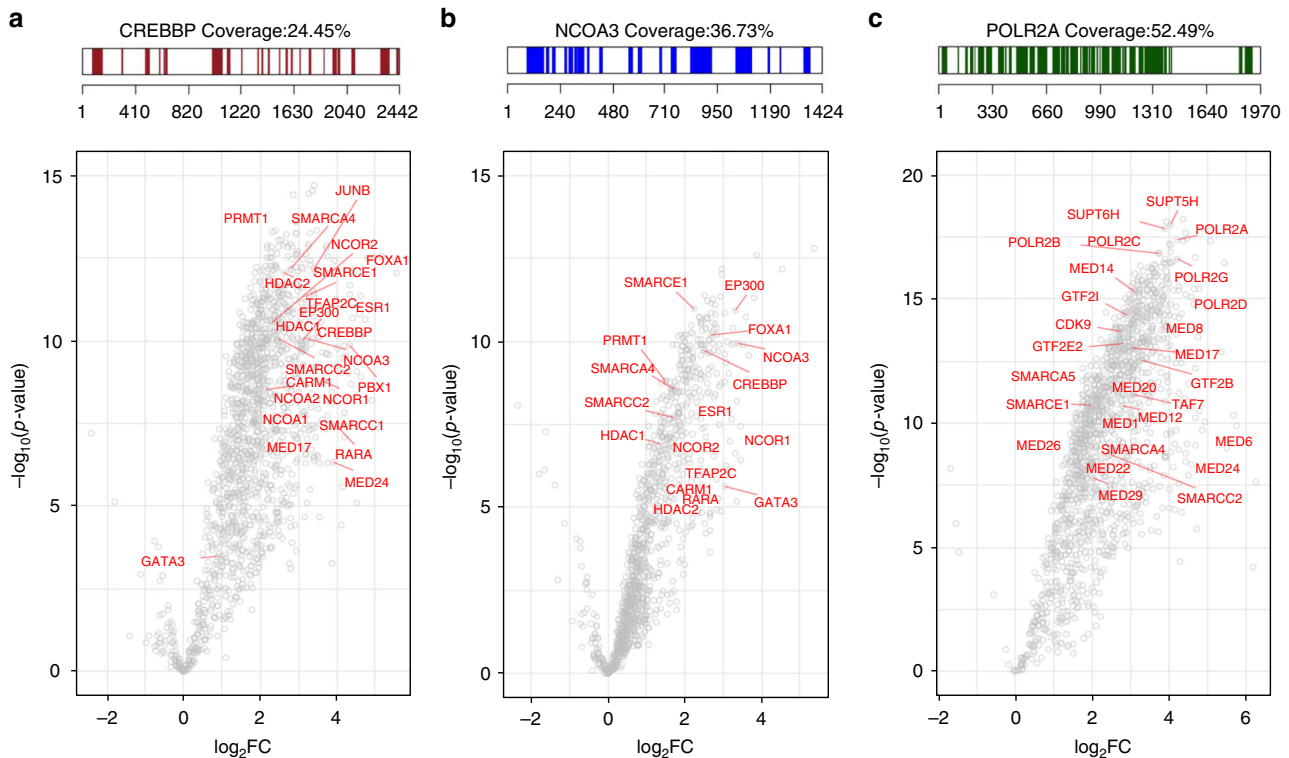 a
CREBBP Coverage:24.45%
1 410 820 1220 1630 2040 2442
15
10
5
0
–2 0 2 4
–log10(p-value)
log2FC
JUNB
PRMT1
SMARCA4
NCOR2
FOXA1
SMARCE1
HDAC2
TFAP2C
ESR1
EP300
HDAC1
CREBBP
NCOA3
SMARCC2
CARM1
PBX1
NCOA2
NCOR1
NCOA1
SMARCC1
MED17
RARA
MED24
GATA3
b
NCOA3 Coverage:36.73%
1 240 480 710 950 1190 1424
15
10
5
0
–2 0 2 4
–log10(p-value)
log2FC
SMARCE1
EP300
FOXA1
PRMT1
NCOA3
SMARCA4
CREBBP
SMARCC2
ESR1
HDAC1
NCOR1
NCOR2
TFAP2C
CARM1
RARA
GATA3
HDAC2
c
POLR2A Coverage:52.49%
1 330 660 990 1310 1640 1970
20
15
10
5
0
–2 0 2 4 6
–log10(p-value)
log2FC
SUPT5H
SUPT6H
POLR2A
POLR2B
POLR2C
MED14
POLR2G
GTF2I
POLR2D
CDK9
MED8
GTF2E2
MED17
SMARCA5
GTF2B
MED20
SMARCE1
TAF7
MED12
MED1
MED26
MED6
SMARCA4
MED22
MED24
MED29
SMARCC2